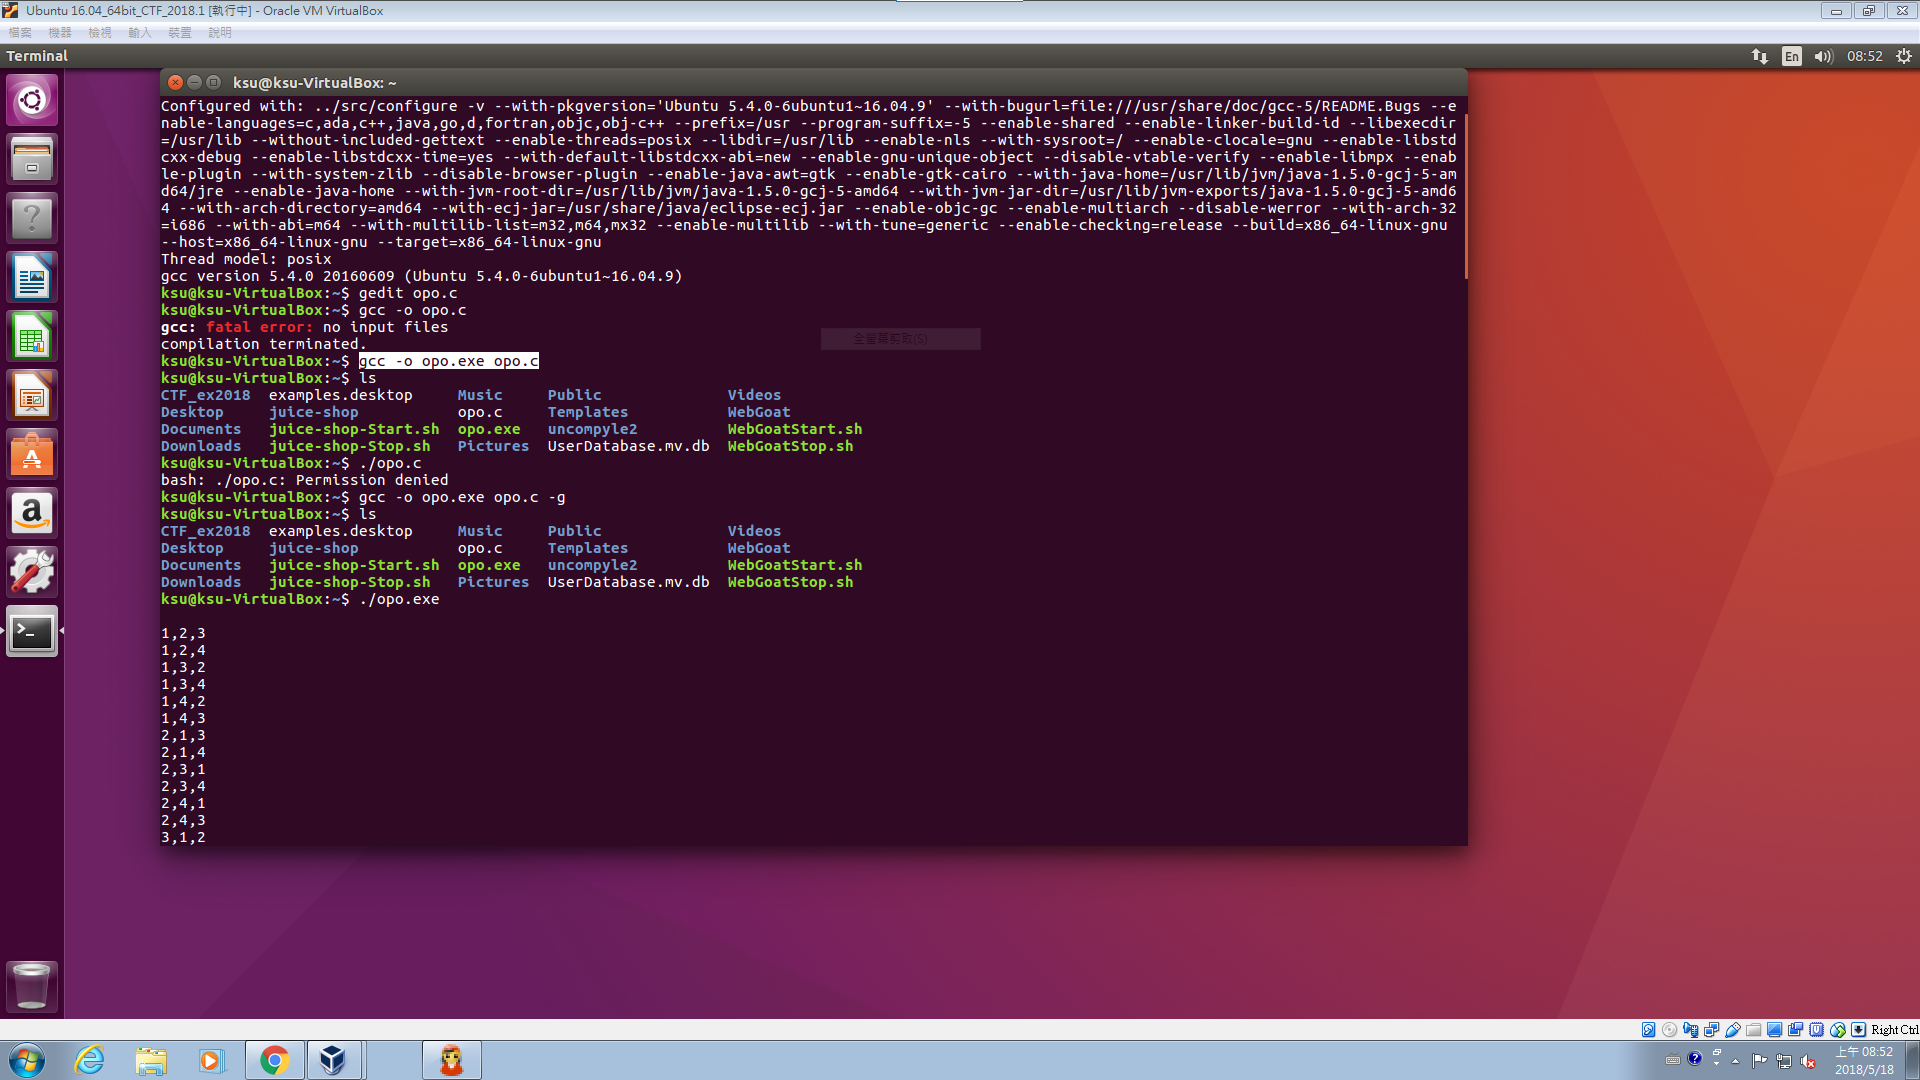 Ubuntu 16.04_64bit_CTF_2018.1 [執行中] - Oracle VM VirtualBox
檔案 機器 檢視 輸入 裝置 說明
Terminal En 08:52
ksu@ksu-VirtualBox: ~
Configured with: ../src/configure -v --with-pkgversion='Ubuntu 5.4.0-6ubuntu1~16.04.9' --with-bugurl=file:///usr/share/doc/gcc-5/README.Bugs --e
nable-languages=c,ada,c++,java,go,d,fortran,objc,obj-c++ --prefix=/usr --program-suffix=-5 --enable-shared --enable-linker-build-id --libexecdir
=/usr/lib --without-included-gettext --enable-threads=posix --libdir=/usr/lib --enable-nls --with-sysroot=/ --enable-clocale=gnu --enable-libstd
cxx-debug --enable-libstdcxx-time=yes --with-default-libstdcxx-abi=new --enable-gnu-unique-object --disable-vtable-verify --enable-libmpx --enab
le-plugin --with-system-zlib --disable-browser-plugin --enable-java-awt=gtk --enable-gtk-cairo --with-java-home=/usr/lib/jvm/java-1.5.0-gcj-5-am
d64/jre --enable-java-home --with-jvm-root-dir=/usr/lib/jvm/java-1.5.0-gcj-5-amd64 --with-jvm-jar-dir=/usr/lib/jvm-exports/java-1.5.0-gcj-5-amd6
4 --with-arch-directory=amd64 --with-ecj-jar=/usr/share/java/eclipse-ecj.jar --enable-objc-gc --enable-multiarch --disable-werror --with-arch-32
=i686 --with-abi=m64 --with-multilib-list=m32,m64,mx32 --enable-multilib --with-tune=generic --enable-checking=release --build=x86_64-linux-gnu
--host=x86_64-linux-gnu --target=x86_64-linux-gnu
Thread model: posix
gcc version 5.4.0 20160609 (Ubuntu 5.4.0-6ubuntu1~16.04.9)
ksu@ksu-VirtualBox:~$ gedit opo.c
ksu@ksu-VirtualBox:~$ gcc -o opo.c
gcc: fatal error: no input files
全螢幕剪取(S)
compilation terminated.
ksu@ksu-VirtualBox:~$ gcc -o opo.exe opo.c
ksu@ksu-VirtualBox:~$ ls
CTF_ex2018 examples.desktop Music Public Videos
Desktop juice-shop opo.c Templates WebGoat
Documents juice-shop-Start.sh opo.exe uncompyle2 WebGoatStart.sh
Downloads juice-shop-Stop.sh Pictures UserDatabase.mv.db WebGoatStop.sh
ksu@ksu-VirtualBox:~$ ./opo.c
bash: ./opo.c: Permission denied
ksu@ksu-VirtualBox:~$ gcc -o opo.exe opo.c -g
ksu@ksu-VirtualBox:~$ ls
CTF_ex2018 examples.desktop Music Public Videos
Desktop juice-shop opo.c Templates WebGoat
Documents juice-shop-Start.sh opo.exe uncompyle2 WebGoatStart.sh
Downloads juice-shop-Stop.sh Pictures UserDatabase.mv.db WebGoatStop.sh
ksu@ksu-VirtualBox:~$ ./opo.exe
1,2,3
1,2,4
1,3,2
1,3,4
1,4,2
1,4,3
2,1,3
2,1,4
2,3,1
2,3,4
2,4,1
2,4,3
3,1,2
Right Ctrl
上午 08:52
2018/5/18